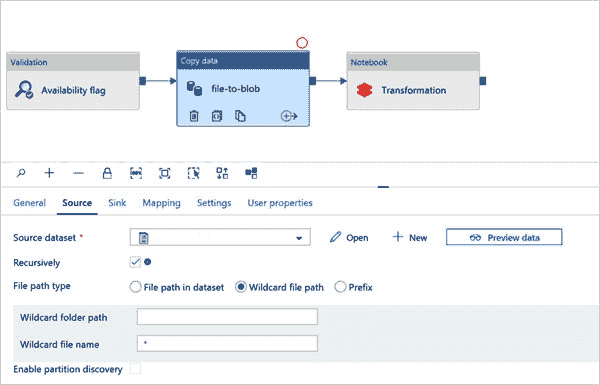 Validation
Availability flag
Copy data
file-to-blob
Notebook
Transformation
100%
General Source Sink Mapping Settings User properties
Source dataset *
Open
New
Preview data
Recursively
File path type
File path in dataset
Wildcard file path
Prefix
Wildcard folder path
Wildcard file name
*
Enable partition discovery